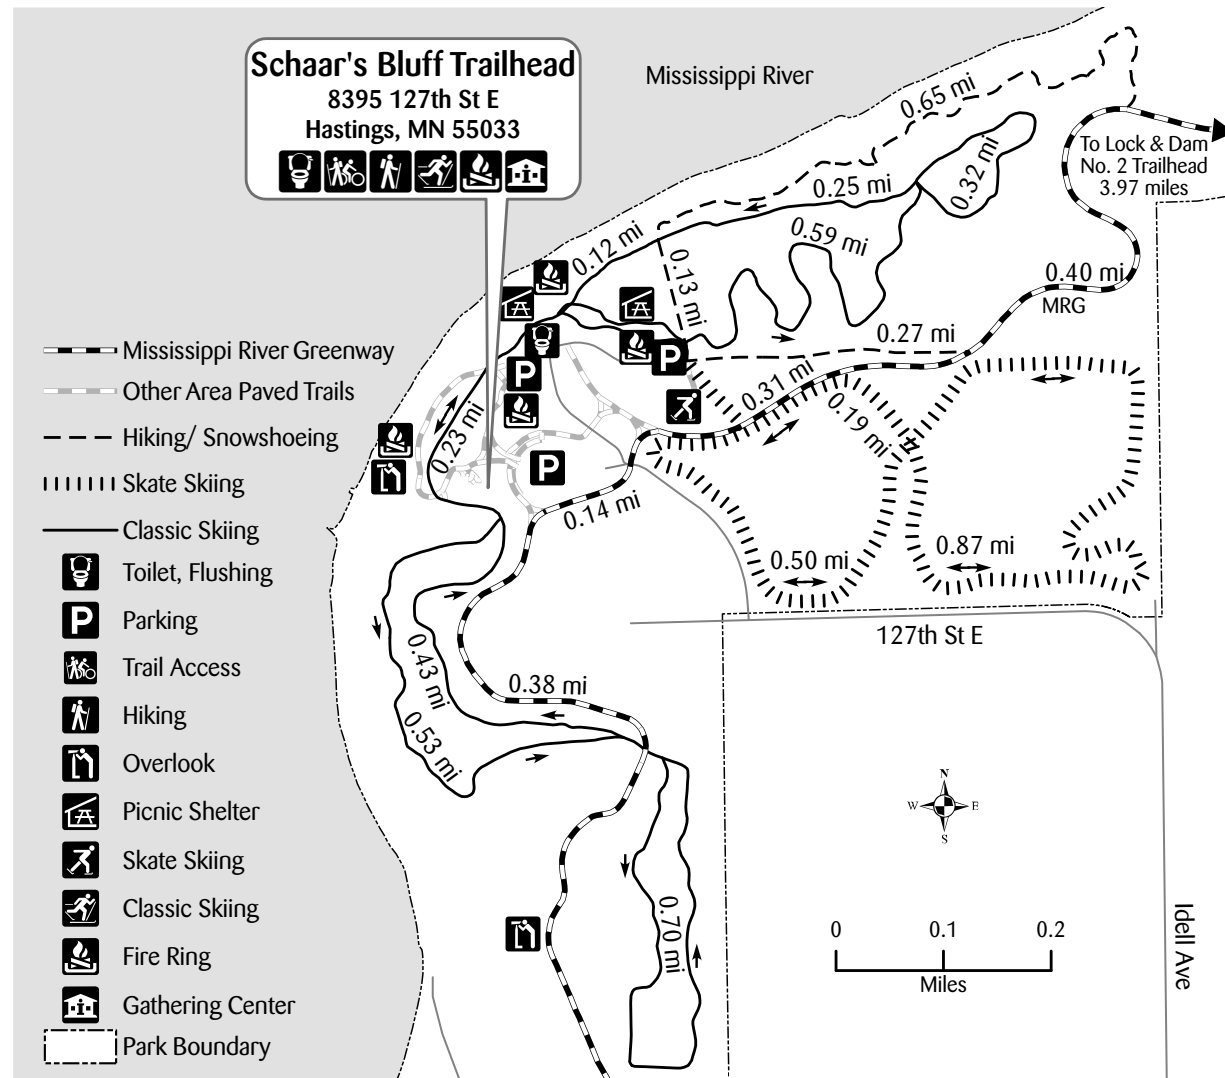 Schaar's Bluff Trailhead
8395 127th St E
Hastings, MN 55033
Mississippi River
0.65 mi
To Lock & Dam
No. 2 Trailhead
3.97 miles
0.32 mi
0.25 mi
0.59 mi
0.12 mi
0.13 mi
0.40 mi
MRG
0.27 mi
0.31 mi
0.19 mi
0.23 mi
P
P
P
0.14 mi
0.50 mi
0.87 mi
127th St E
0.43 mi
0.38 mi
0.53 mi
0.70 mi
Mississippi River Greenway
Other Area Paved Trails
Hiking/ Snowshoeing
Skate Skiing
Classic Skiing
Toilet, Flushing
P Parking
Trail Access
Hiking
Overlook
Picnic Shelter
Skate Skiing
Classic Skiing
Fire Ring
Gathering Center
Park Boundary
N
W E
S
0 0.1 0.2
Miles
Idell Ave